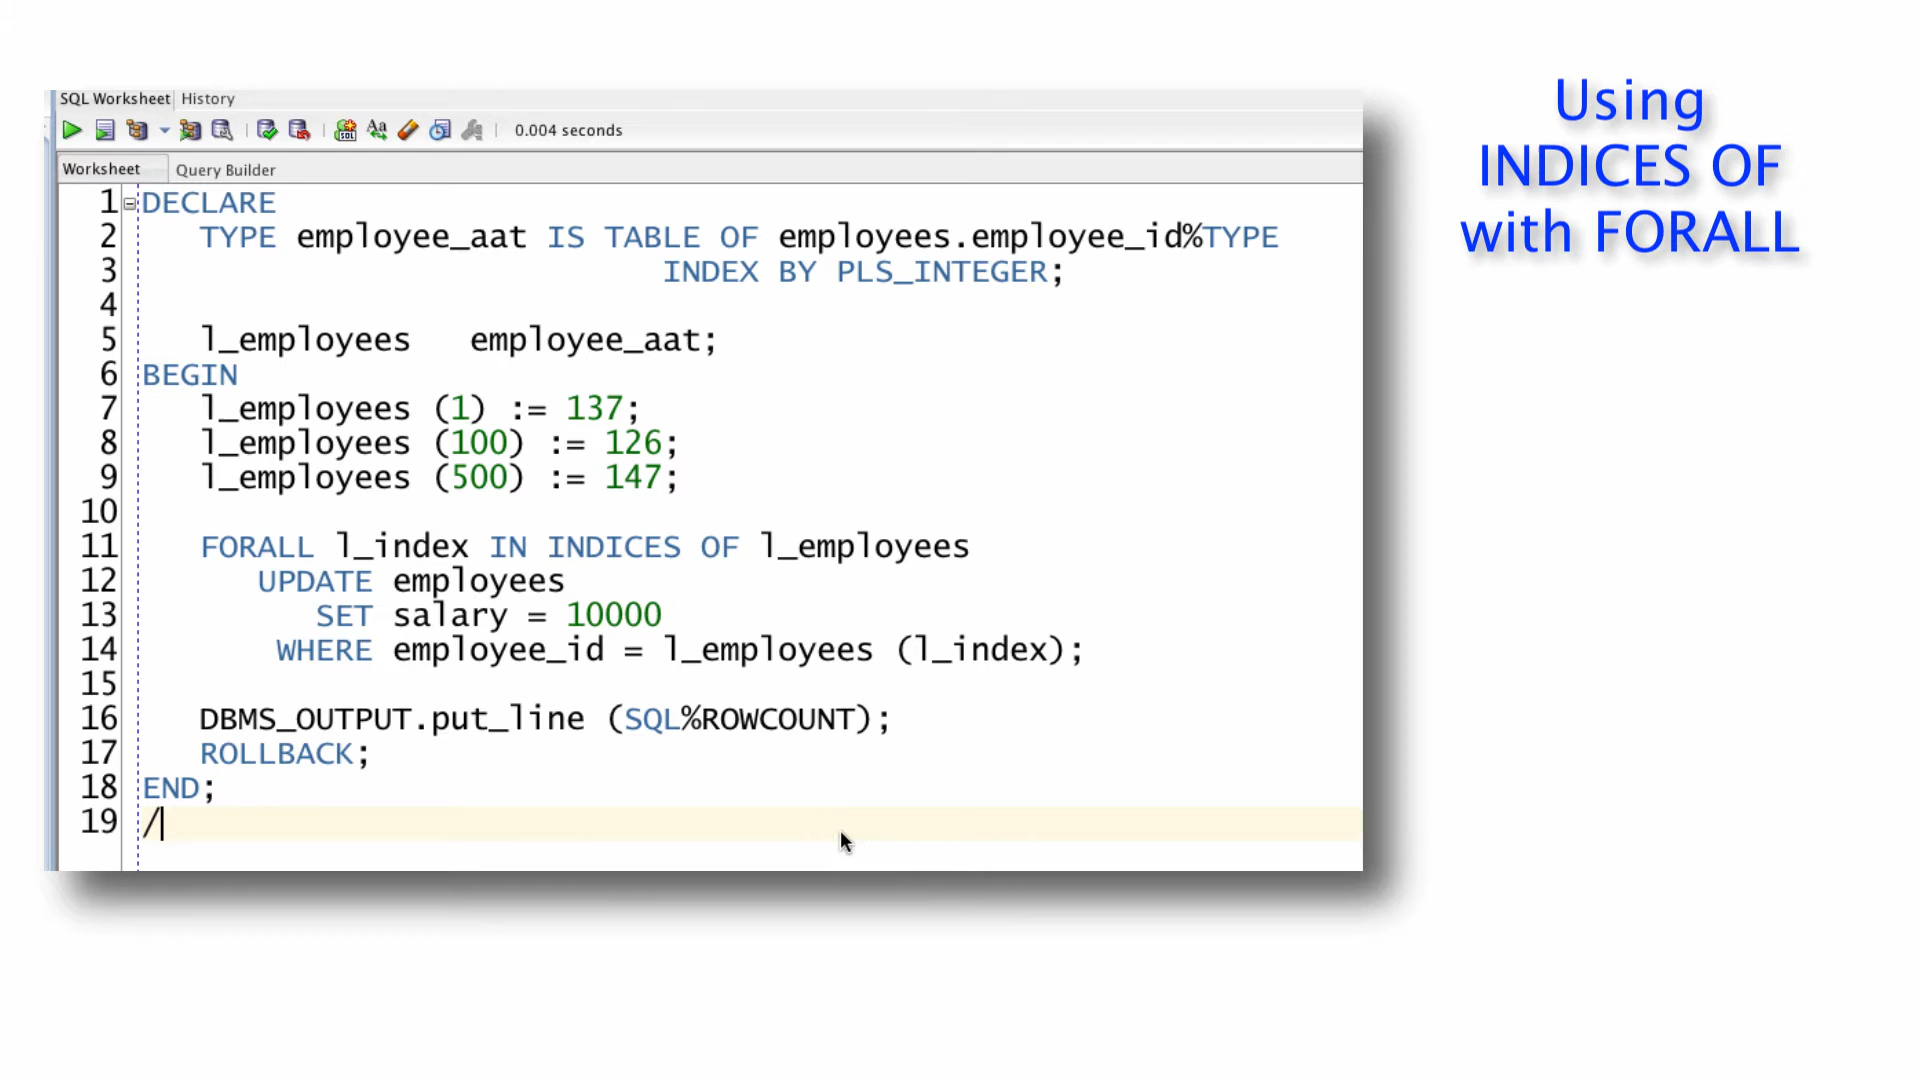 SQL Worksheet History
0.004 seconds
Worksheet Query Builder
1 DECLARE
2 TYPE employee_aat IS TABLE OF employees.employee_id%TYPE
3 INDEX BY PLS_INTEGER;
4
5 l_employees employee_aat;
6 BEGIN
7 l_employees (1) := 137;
8 l_employees (100) := 126;
9 l_employees (500) := 147;
10
11 FORALL l_index IN INDICES OF l_employees
12 UPDATE employees
13 SET salary = 10000
14 WHERE employee_id = l_employees (l_index);
15
16 DBMS_OUTPUT.put_line (SQL%ROWCOUNT);
17 ROLLBACK;
18 END;
19 /
Using
INDICES OF
with FORALL